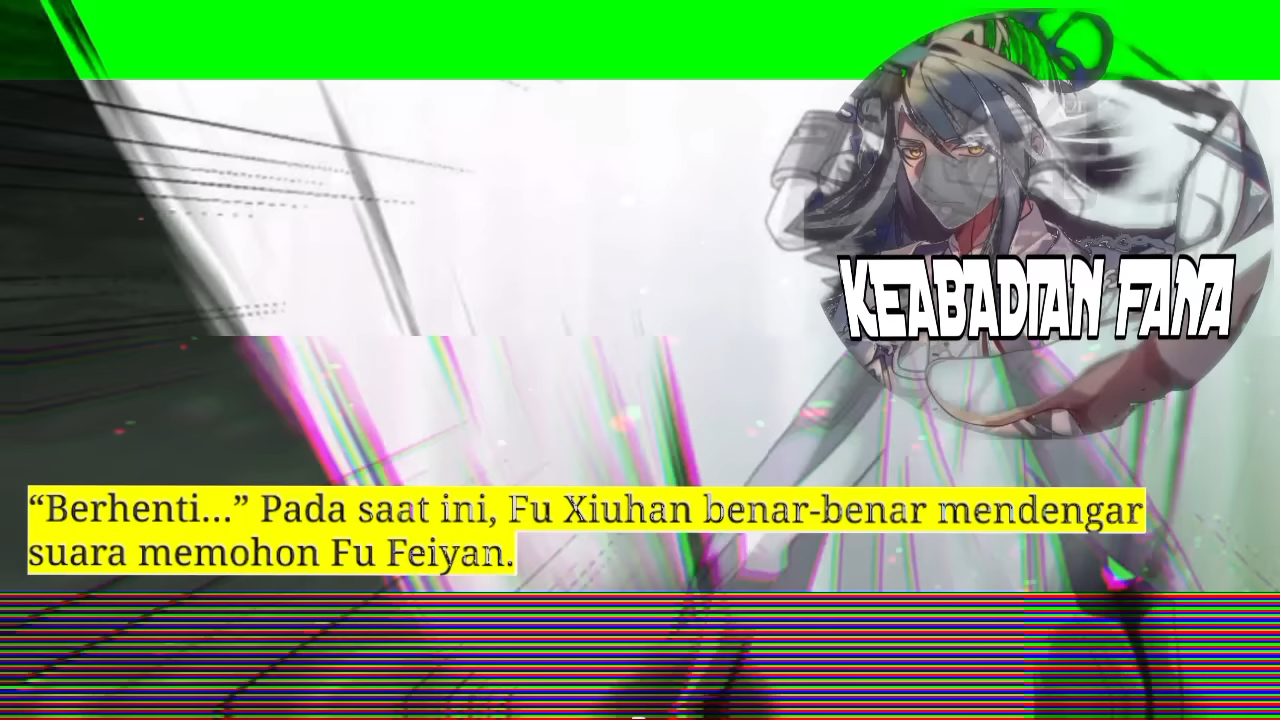 KEABADIAN FANA
“Berhenti...” Pada saat ini, Fu Xiuhan benar-benar mendengar
suara memohon Fu Feiyan.